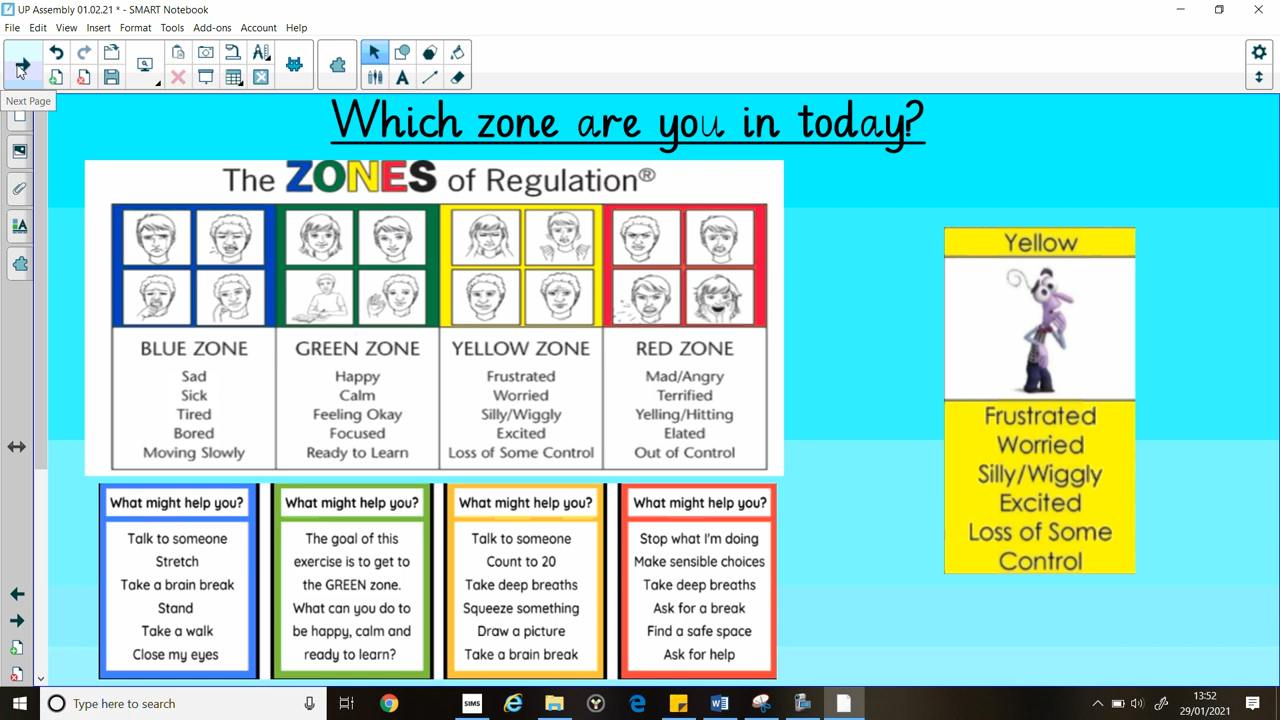 UP Assembly 01.02.21 * - SMART Notebook
File Edit View Insert Format Tools Add-ons Account Help
Next Page
Which zone are you in today?
The ZONES of Regulation®
BLUE ZONE
Sad
Sick
Tired
Bored
Moving Slowly
GREEN ZONE
Happy
Calm
Feeling Okay
Focused
Ready to Learn
YELLOW ZONE
Frustrated
Worried
Silly/Wiggly
Excited
Loss of Some Control
RED ZONE
Mad/Angry
Terrified
Yelling/Hitting
Elated
Out of Control
What might help you?
Talk to someone
Stretch
Take a brain break
Stand
Take a walk
Close my eyes
What might help you?
The goal of this
exercise is to get to
the GREEN zone.
What can you do to
be happy, calm and
ready to learn?
What might help you?
Talk to someone
Count to 20
Take deep breaths
Squeeze something
Draw a picture
Take a brain break
What might help you?
Stop what I'm doing
Make sensible choices
Take deep breaths
Ask for a break
Find a safe space
Ask for help
Yellow
Frustrated
Worried
Silly/Wiggly
Excited
Loss of Some
Control
Type here to search
SIMS
13:52
29/01/2021